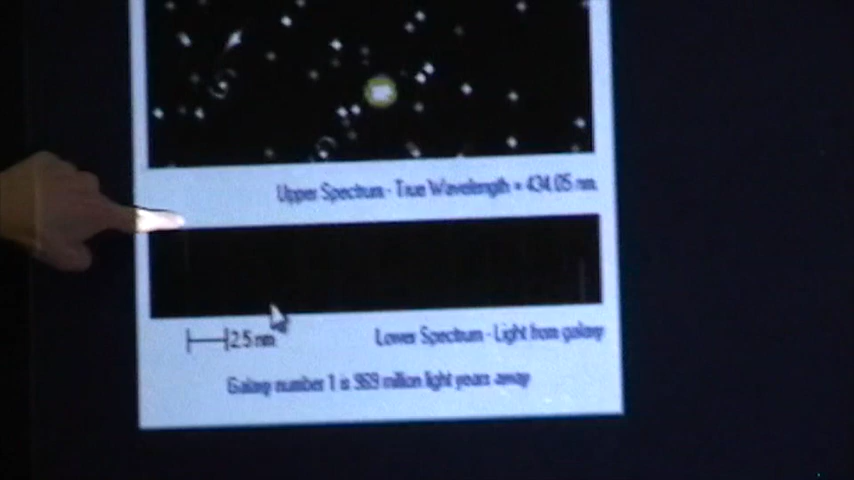 Upper Spectrum - True Wavelength = 434.05 nm
2.5 nm
Lower Spectrum - Light from galaxy
Galaxy number 1 is 969 million light years away